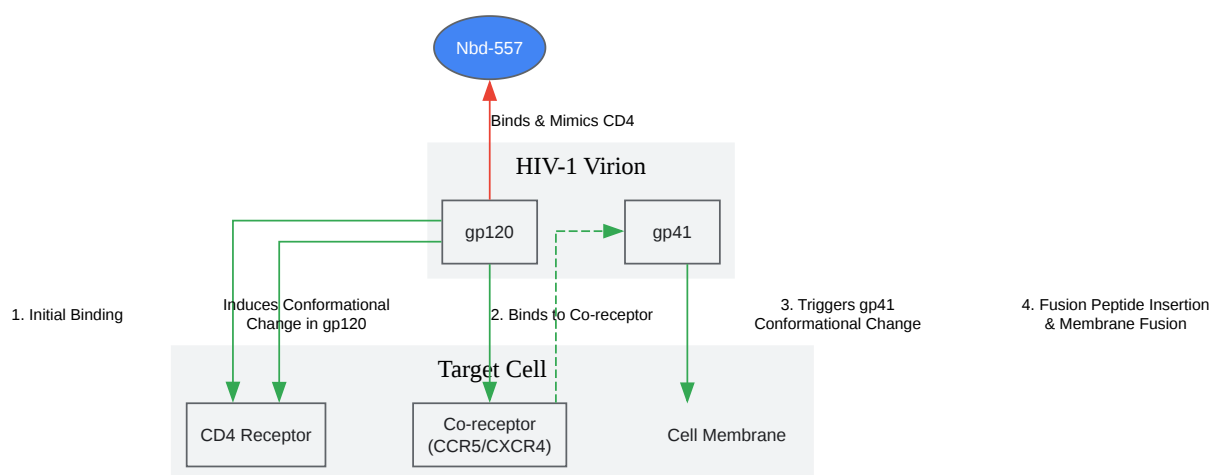 Nbd-557
Binds & Mimics CD4
HIV-1 Virion
gp120
gp41
1. Initial Binding
Induces Conformational
Change in gp120
2. Binds to Co-receptor
3. Triggers gp41
Conformational Change
4. Fusion Peptide Insertion
& Membrane Fusion
Target Cell
CD4 Receptor
Co-receptor
(CCR5/CXCR4)
Cell Membrane